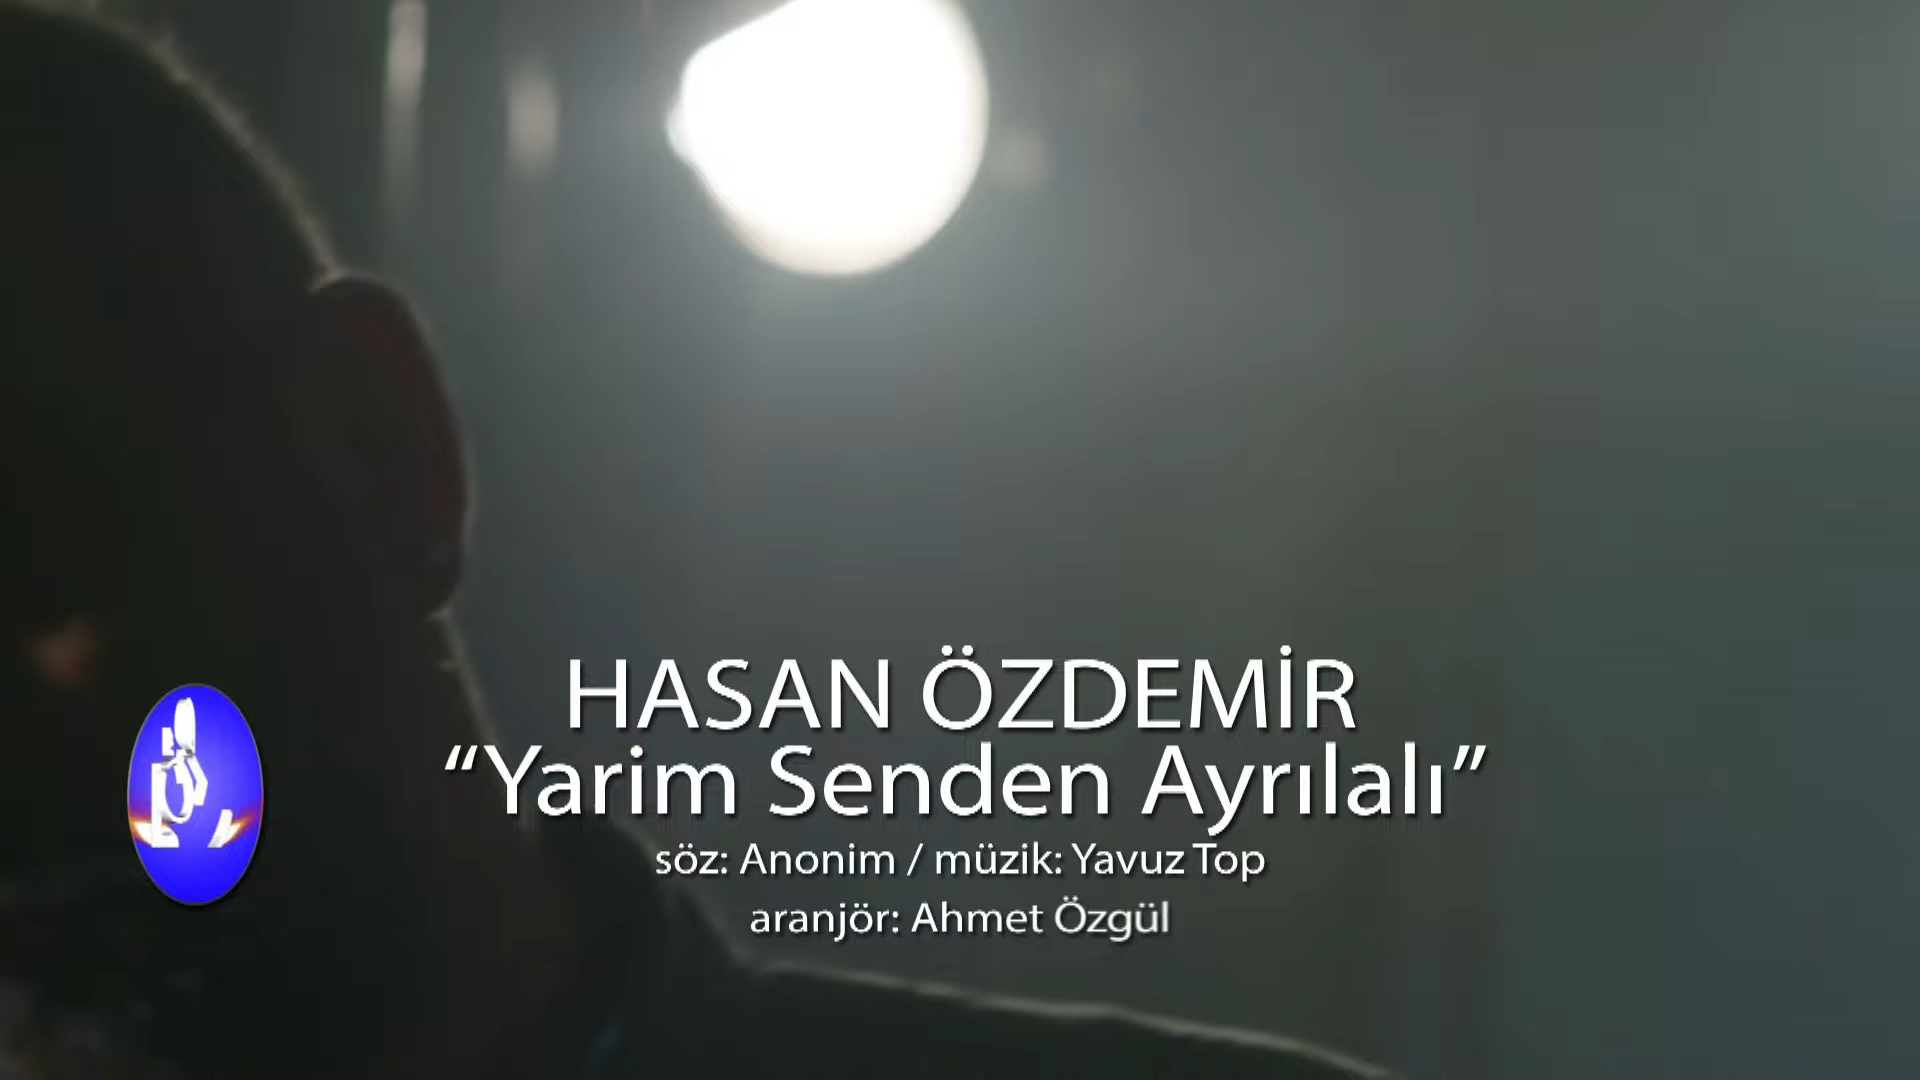 HASAN ÖZDEMİR
“Yarim Senden Ayrılalı”
söz: Anonim / müzik: Yavuz Top
aranjör: Ahmet Özgül